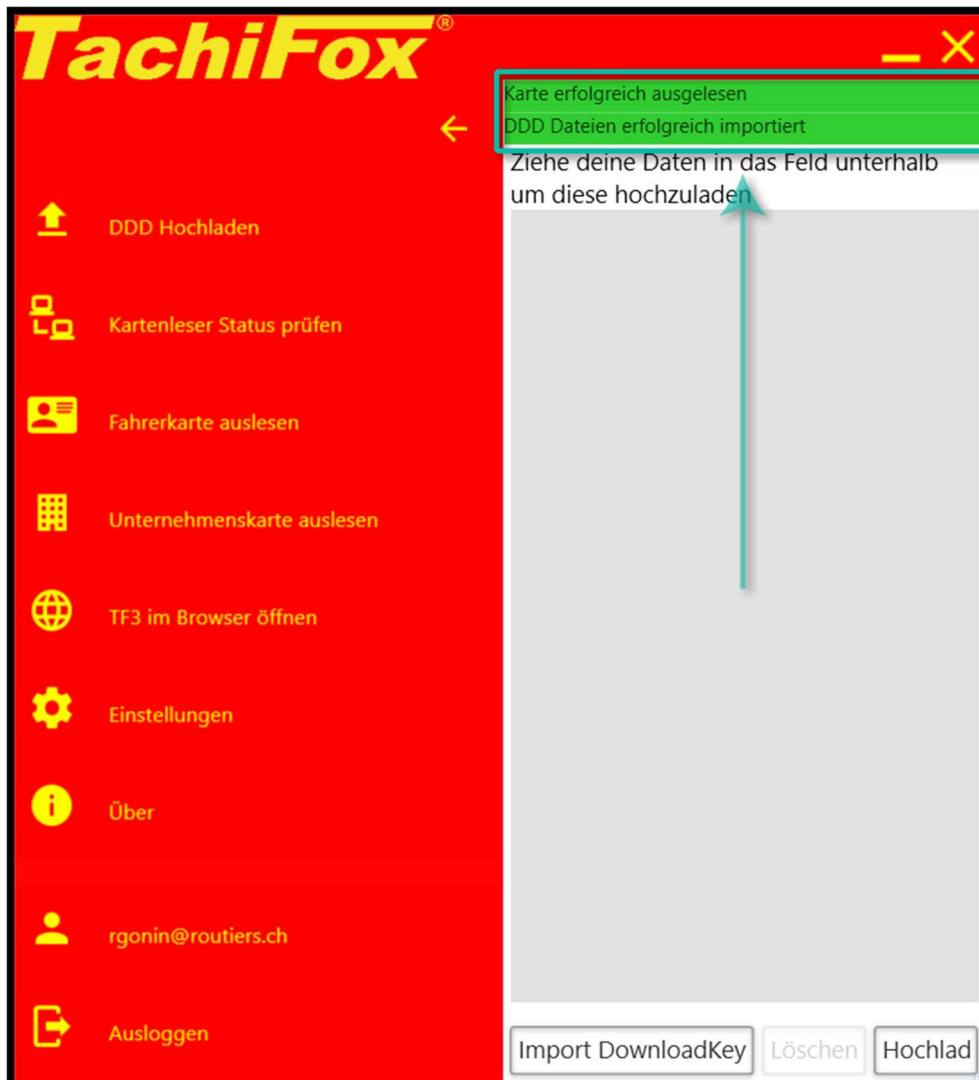 TachiFox®
Karte erfolgreich ausgelesen
DDD Dateien erfolgreich importiert
Ziehe deine Daten in das Feld unterhalb
um diese hochzuladen
DDD Hochladen
Kartenleser Status prüfen
Fahrerkarte auslesen
Unternehmenskarte auslesen
TF3 im Browser öffnen
Einstellungen
Über
rgonin@routiers.ch
Ausloggen
Import DownloadKey
Löschen
Hochlad